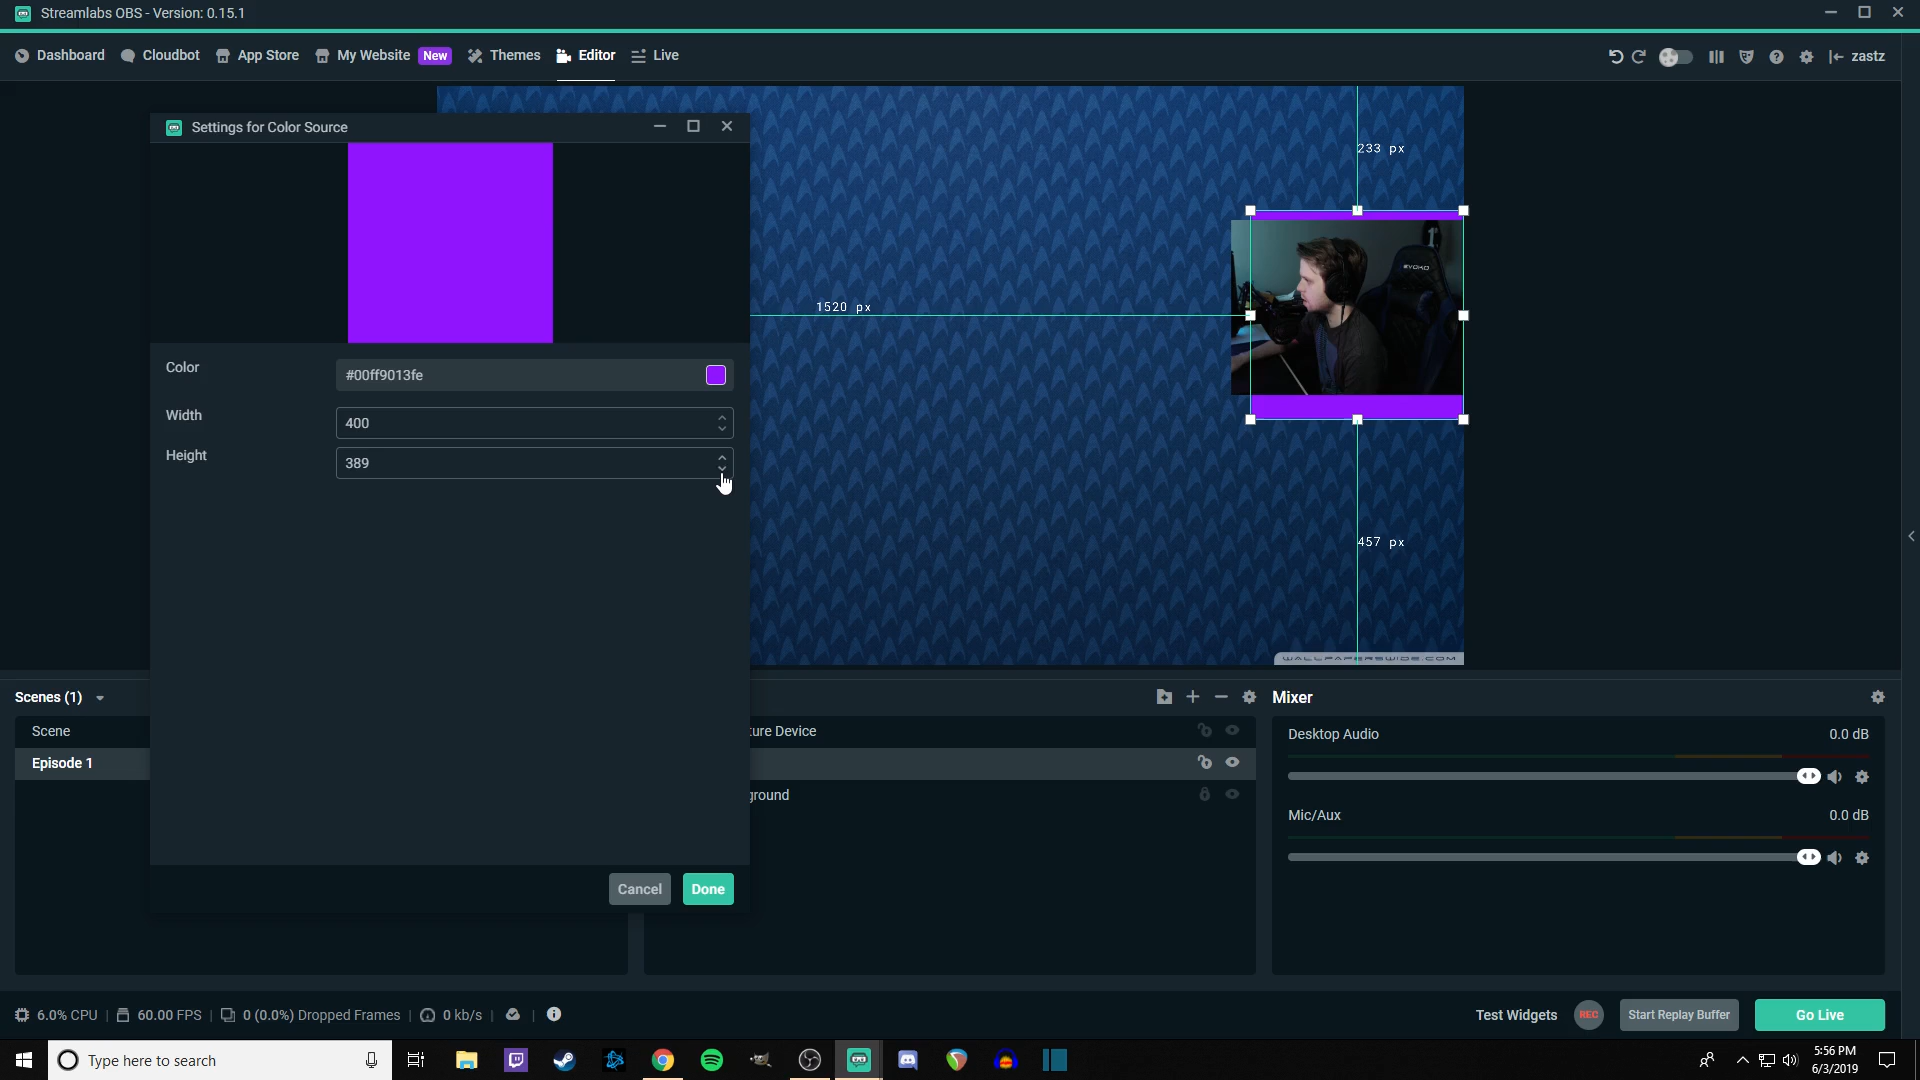 Streamlabs OBS - Version: 0.15.1
Dashboard Cloudbot App Store My Website New Themes Editor Live zastz
Settings for Color Source
233 px
1520 px
EVOKO
457 px
Color #00ff9013fe
Width 400
Height 389
Cancel Done
WALLPAPERSWIDE.COM
Scenes (1)
Scene
Episode 1
ture Device
ground
Mixer
Desktop Audio 0.0 dB
Mic/Aux 0.0 dB
6.0% CPU 60.00 FPS 0 (0.0%) Dropped Frames 0 kb/s
Test Widgets REC Start Replay Buffer Go Live
Type here to search
5:56 PM
6/3/2019